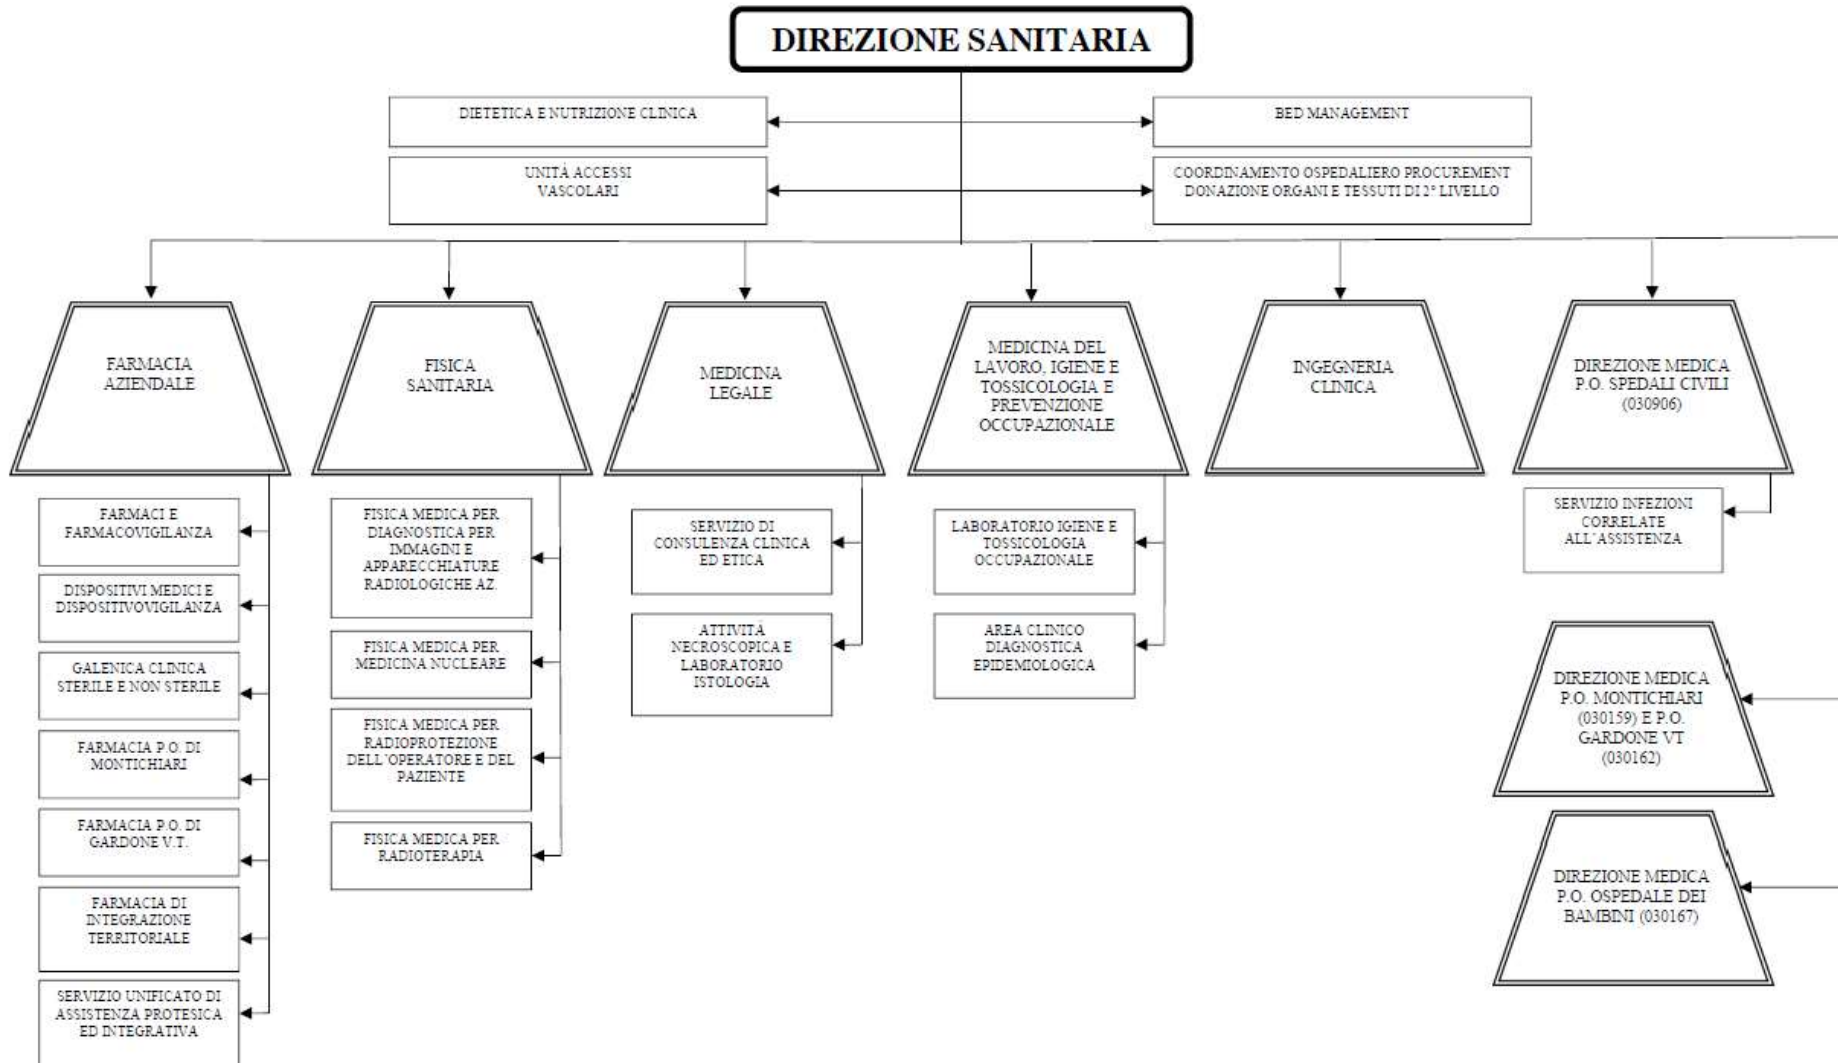 DIREZIONE SANITARIA
DIETETICA E NUTRIZIONE CLINICA
BED MANAGEMENT
UNITÀ ACCESSI
VASCOLARI
COORDINAMENTO OSPEDALIERO PROCUREMENT
DONAZIONE ORGANI E TESSUTI DI 2° LIVELLO
FARMACIA
AZIENDALE
FISICA
SANITARIA
MEDICINA
LEGALE
MEDICINA DEL
LAVORO, IGIENE E
TOSSICOLOGIA E
PREVENZIONE
OCCUPAZIONALE
INGEGNERIA
CLINICA
DIREZIONE MEDICA
P.O. SPEDALI CIVILI
(030906)
FARMACI E
FARMACOVIGILANZA
DISPOSITIVI MEDICI E
DISPOSITIVOVIGILANZA
GALENICA CLINICA
STERILE E NON STERILE
FARMACIA P.O. DI
MONTICHIARI
FARMACIA P.O. DI
GARDONE V.T.
FARMACIA DI
INTEGRAZIONE
TERRITORIALE
SERVIZIO UNIFICATO DI
ASSISTENZA PROTESICA
ED INTEGRATIVA
FISICA MEDICA PER
DIAGNOSTICA PER
IMMAGINI E
APPARECCHIATURE
RADIOLOGICHE AZ.
FISICA MEDICA PER
MEDICINA NUCLEARE
FISICA MEDICA PER
RADIOPROTEZIONE
DELL'OPERATORE E DEL
PAZIENTE
FISICA MEDICA PER
RADIOTERAPIA
SERVIZIO DI
CONSULENZA CLINICA
ED ETICA
ATTIVITÀ
NECROSCOPICA E
LABORATORIO
ISTOLOGIA
LABORATORIO IGIENE E
TOSSICOLOGIA
OCCUPAZIONALE
AREA CLINICO
DIAGNOSTICA
EPIDEMIOLOGICA
SERVIZIO INFEZIONI
CORRELATE
ALL'ASSISTENZA
DIREZIONE MEDICA
P.O. MONTICHIARI
(030159) E P.O.
GARDONE VT
(030162)
DIREZIONE MEDICA
P.O. OSPEDALE DEI
BAMBINI (030167)